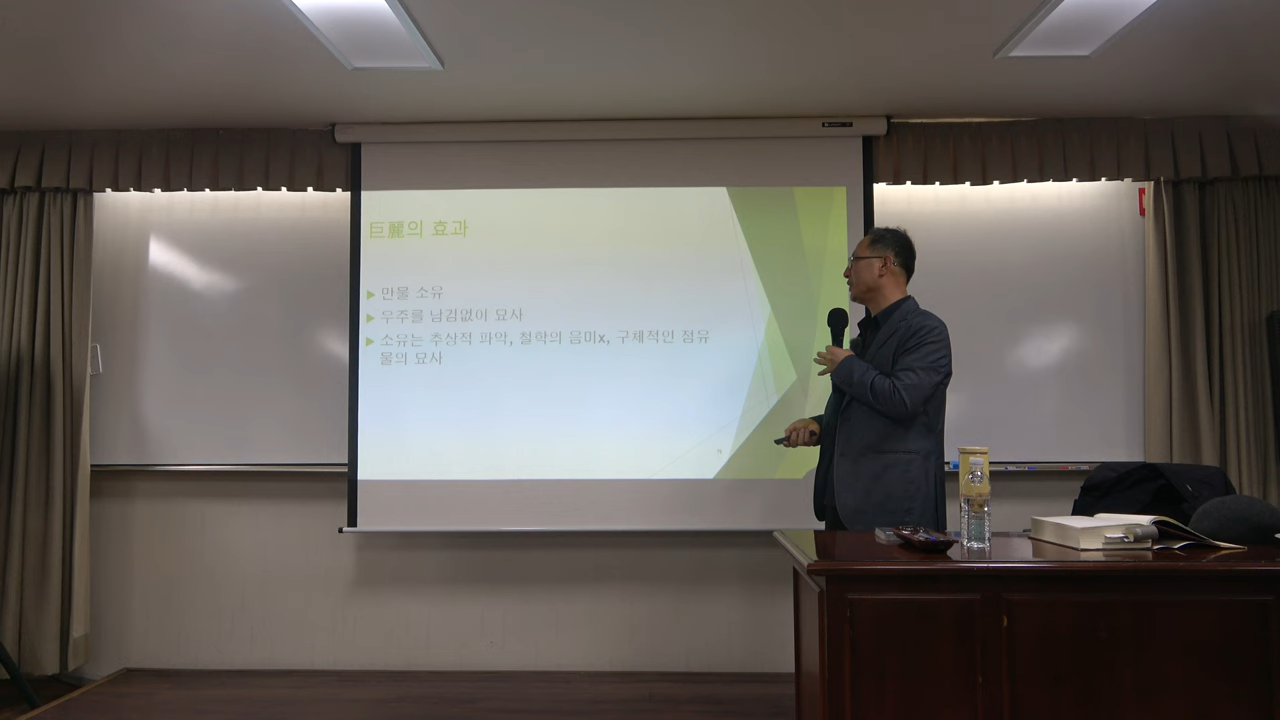 巨麗의 효과
만물 소유
우주를 남김없이 묘사
소유는 추상적 파악, 철학의 음미x, 구체적인 점유
물의 묘사